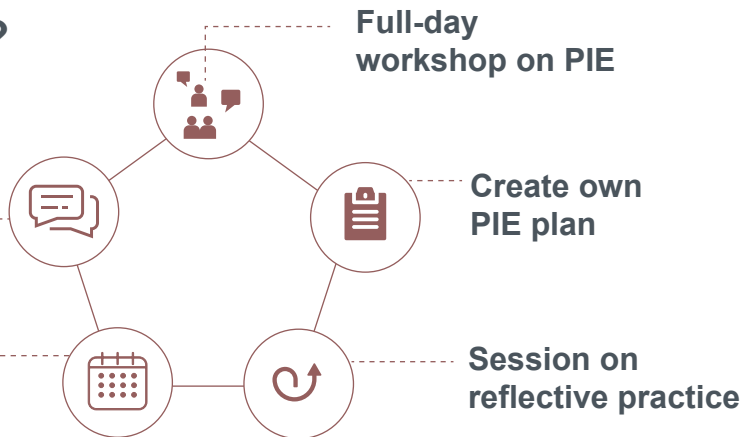 ?
Full-day
workshop on PIE
Create own
PIE plan
Session on
reflective practice